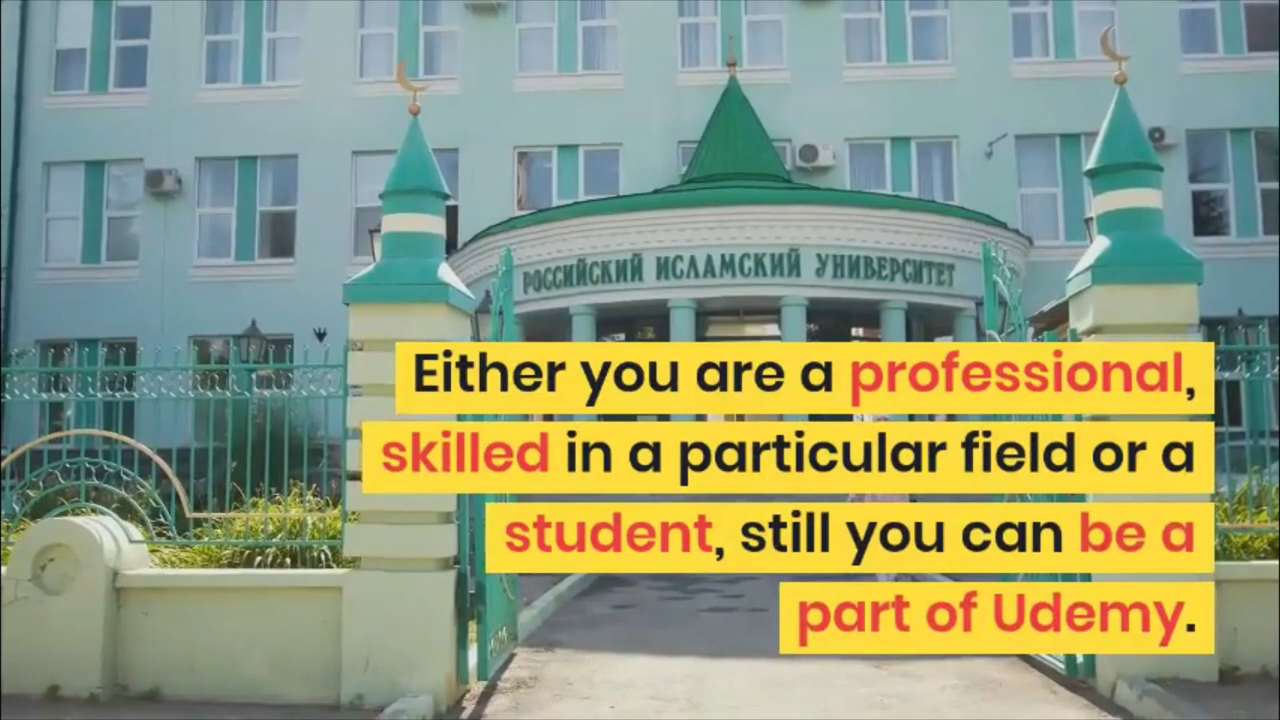 РОССИЙСКИЙ ИСЛАМСКИЙ УНИВЕРСИТЕТ
Either you are a professional,
skilled in a particular field or a
student, still you can be a
part of Udemy.